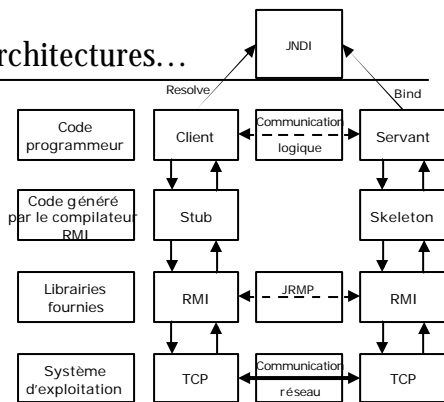 rchitectures...
JNDI
Resolve
Bind
Code
programmeur
Client
Communication
logique
Servant
Code généré
par le compilateur
RMI
Stub
Skeleton
Librairies
fournies
RMI
JRMP
RMI
Système
d'exploitation
TCP
Communication
réseau
TCP